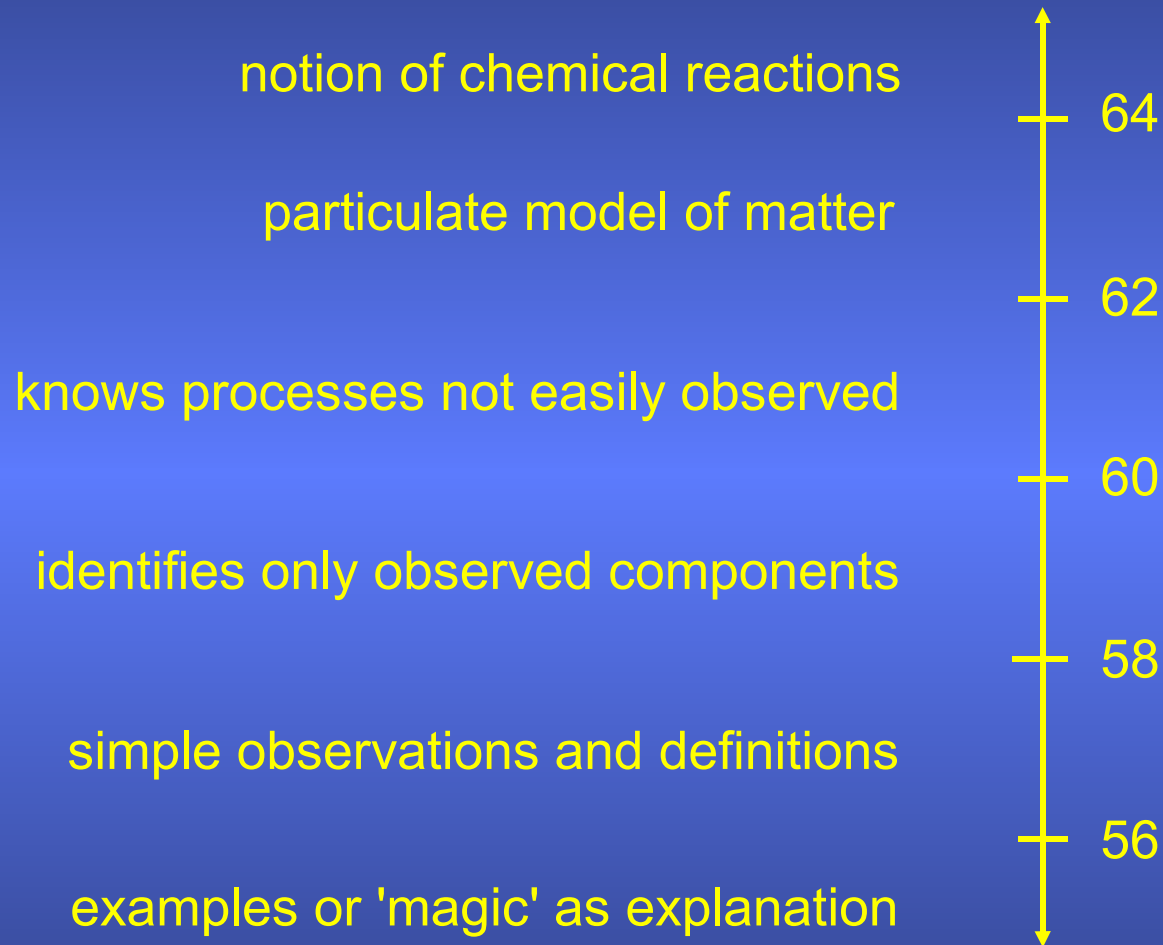 notion of chemical reactions
64
particulate model of matter
62
knows processes not easily observed
60
identifies only observed components
58
simple observations and definitions
56
examples or 'magic' as explanation